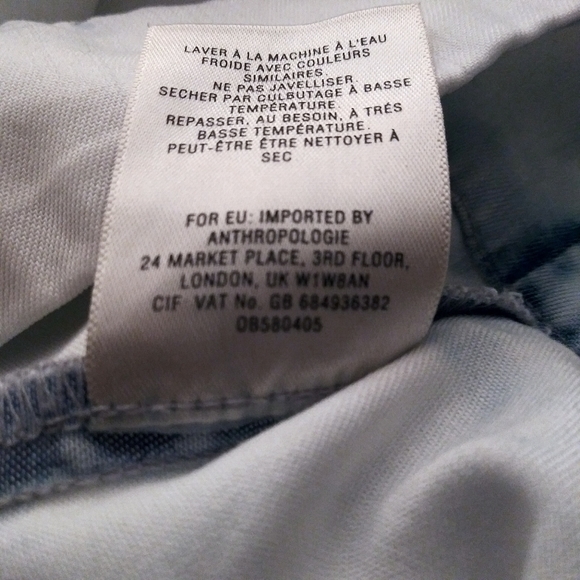 LAVER À LA MACHINE À L'EAU
FROIDE AVEC COULEURS
SIMILAIRES
NE PAS JAVELLISER.
SECHER PAR CULBUTAGE À BASSE
TEMPÉRATURE.
REPASSER, AU BESOIN, À TRÈS
BASSE TEMPÉRATURE.
PEUT-ÊTRE ÊTRE NETTOYER À
SEC
FOR EU: IMPORTED BY
ANTHROPOLOGIE
24 MARKET PLACE, 3RD FLOOR,
LONDON, UK W1W8AN
CIF VAT No. GB 684936382
OB580405